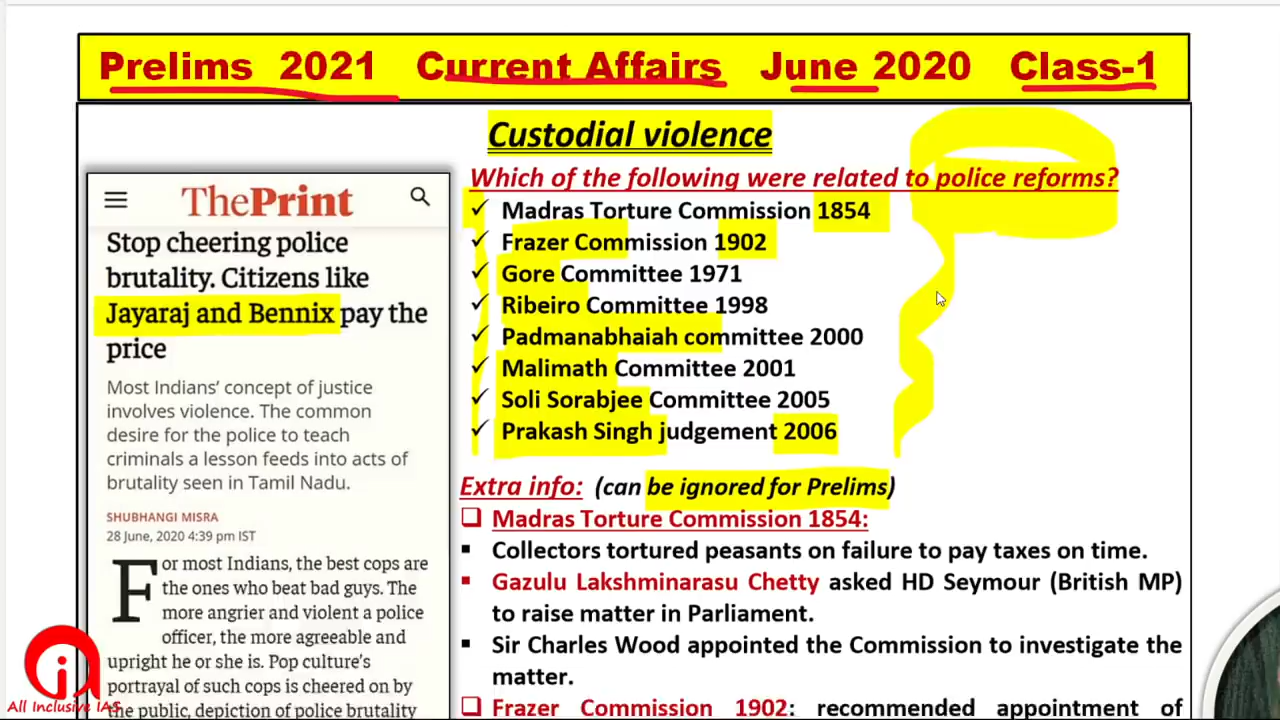 Prelims 2021 Current Affairs June 2020 Class-1
Custodial violence
ThePrint
Stop cheering police
brutality. Citizens like
Jayaraj and Bennix pay the
price
Most Indians’ concept of justice
involves violence. The common
desire for the police to teach
criminals a lesson feeds into acts of
brutality seen in Tamil Nadu.
SHUBHANGI MISRA
28 June, 2020 4:39 pm IST
For most Indians, the best cops are
the ones who beat bad guys. The
more angrier and violent a police
officer, the more agreeable and
upright he or she is. Pop culture’s
portrayal of such cops is cheered on by
the public, depiction of police brutality
Which of the following were related to police reforms?
✓ Madras Torture Commission 1854
✓ Frazer Commission 1902
✓ Gore Committee 1971
✓ Ribeiro Committee 1998
✓ Padmanabhaiah committee 2000
✓ Malimath Committee 2001
✓ Soli Sorabjee Committee 2005
✓ Prakash Singh judgement 2006
Extra info: (can be ignored for Prelims)
❑ Madras Torture Commission 1854:
▪ Collectors tortured peasants on failure to pay taxes on time.
▪ Gazulu Lakshminarasu Chetty asked HD Seymour (British MP)
to raise matter in Parliament.
▪ Sir Charles Wood appointed the Commission to investigate the
matter.
❑ Frazer Commission 1902: recommended appointment of
All Inclusive IAS